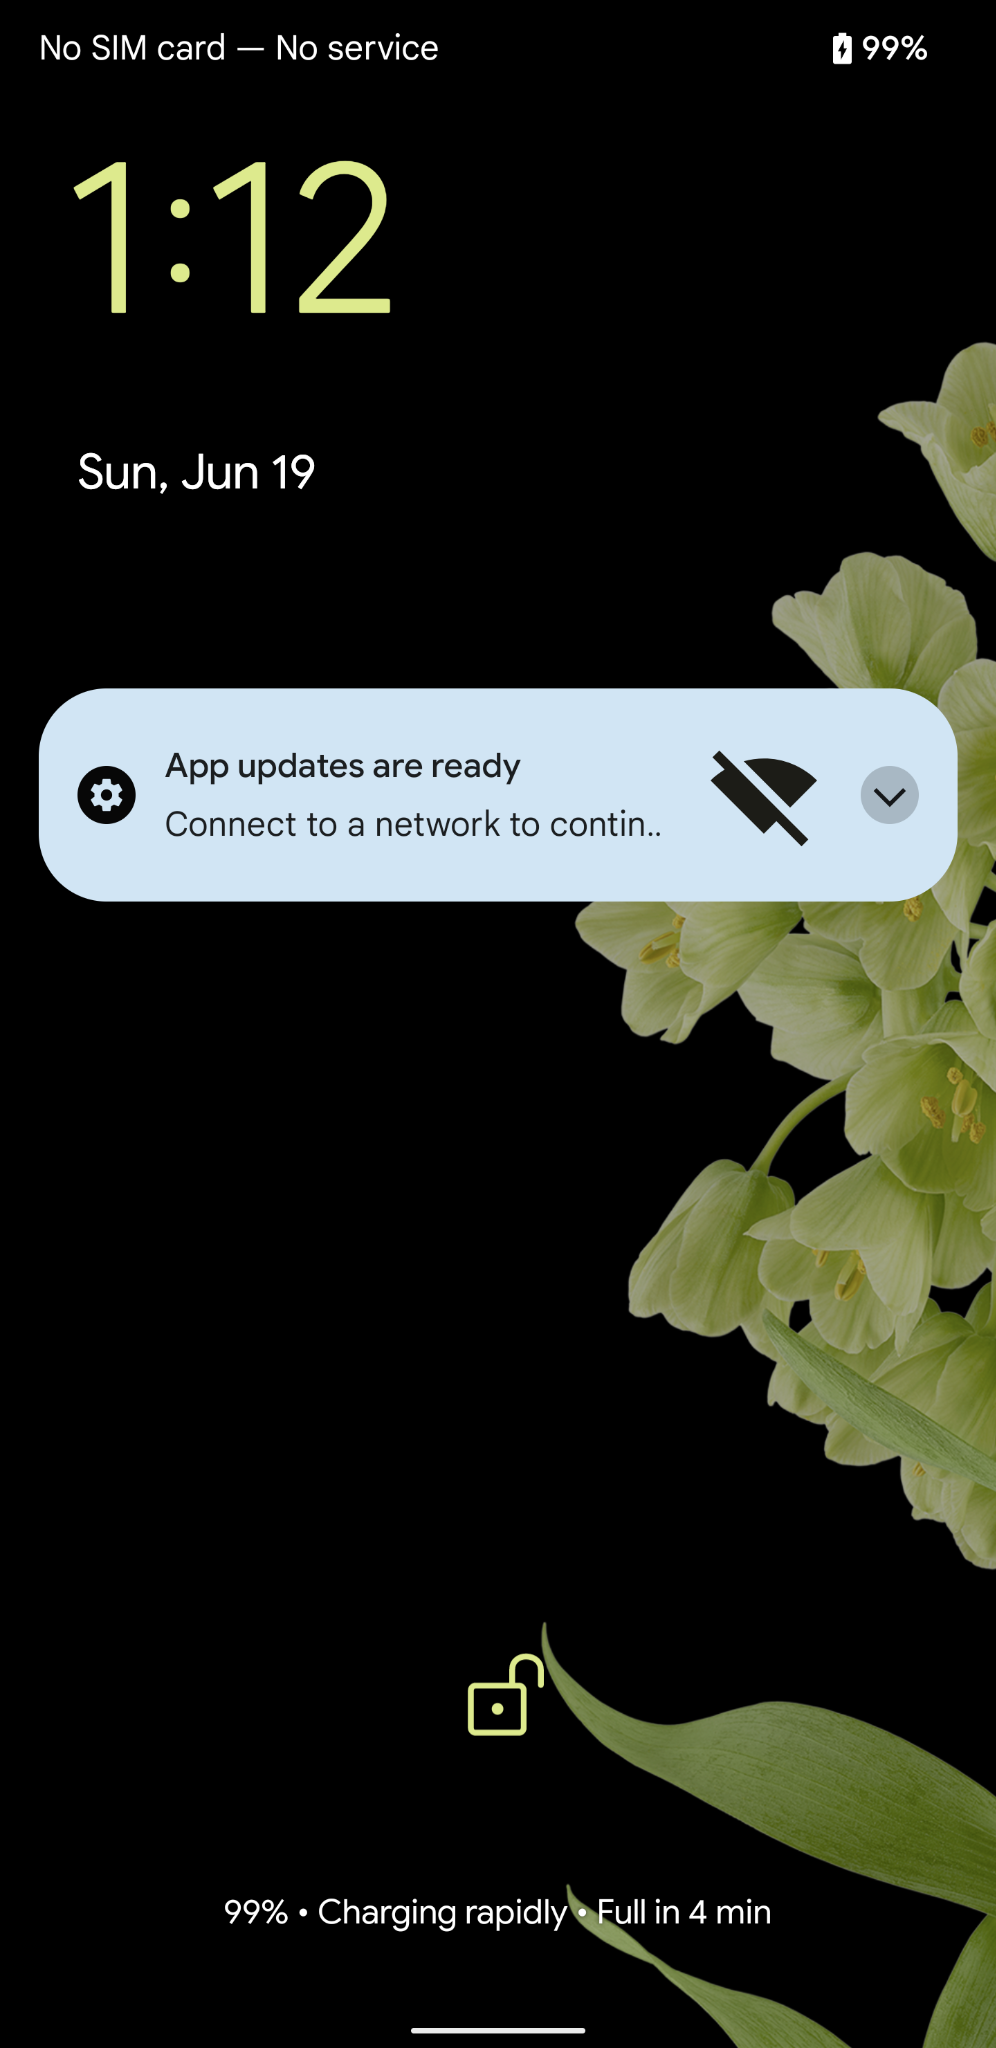 No SIM card — No service
99%
1:12
Sun, Jun 19
App updates are ready
Connect to a network to contin..
99% • Charging rapidly • Full in 4 min